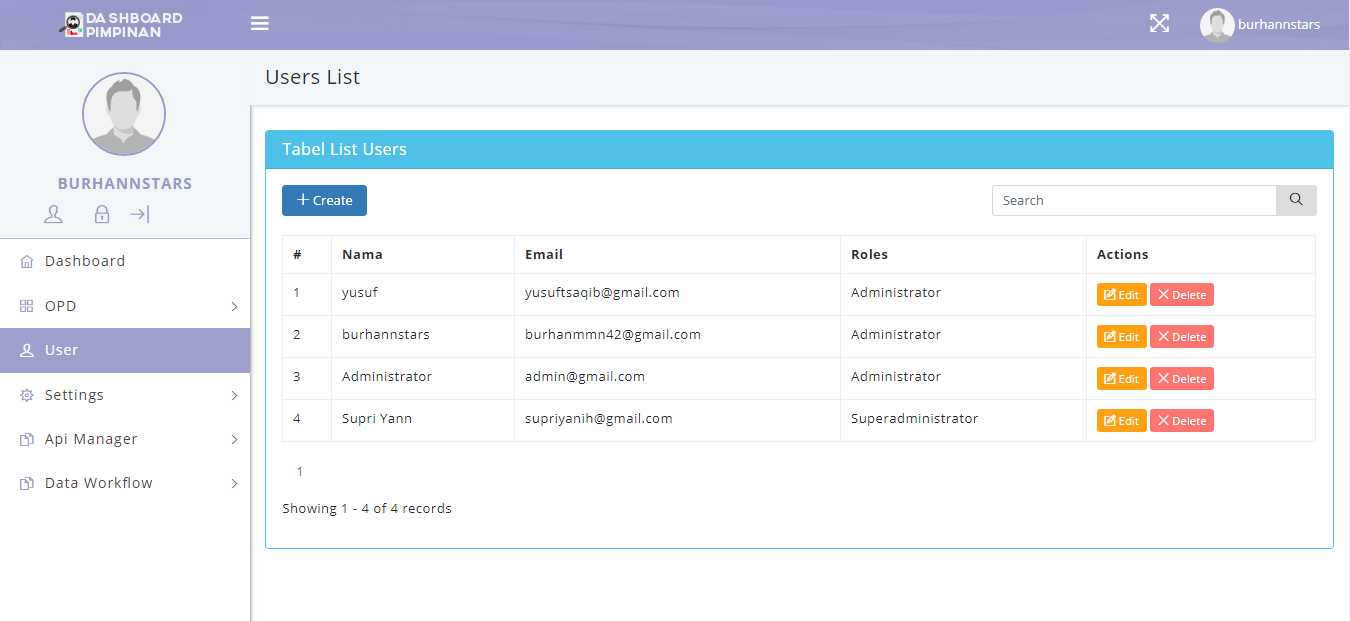 DASHBOARD
PIMPINAN
burhannstars
BURHANNSTARS
Dashboard
OPD
User
Settings
Api Manager
Data Workflow
Users List
Tabel List Users
Create
Search
# Nama Email Roles Actions
1 yusuf yusuftsaqib@gmail.com Administrator Edit Delete
2 burhannstars burhanmmn42@gmail.com Administrator Edit Delete
3 Administrator admin@gmail.com Administrator Edit Delete
4 Supri Yann supriyanih@gmail.com Superadministrator Edit Delete
1
Showing 1 - 4 of 4 records